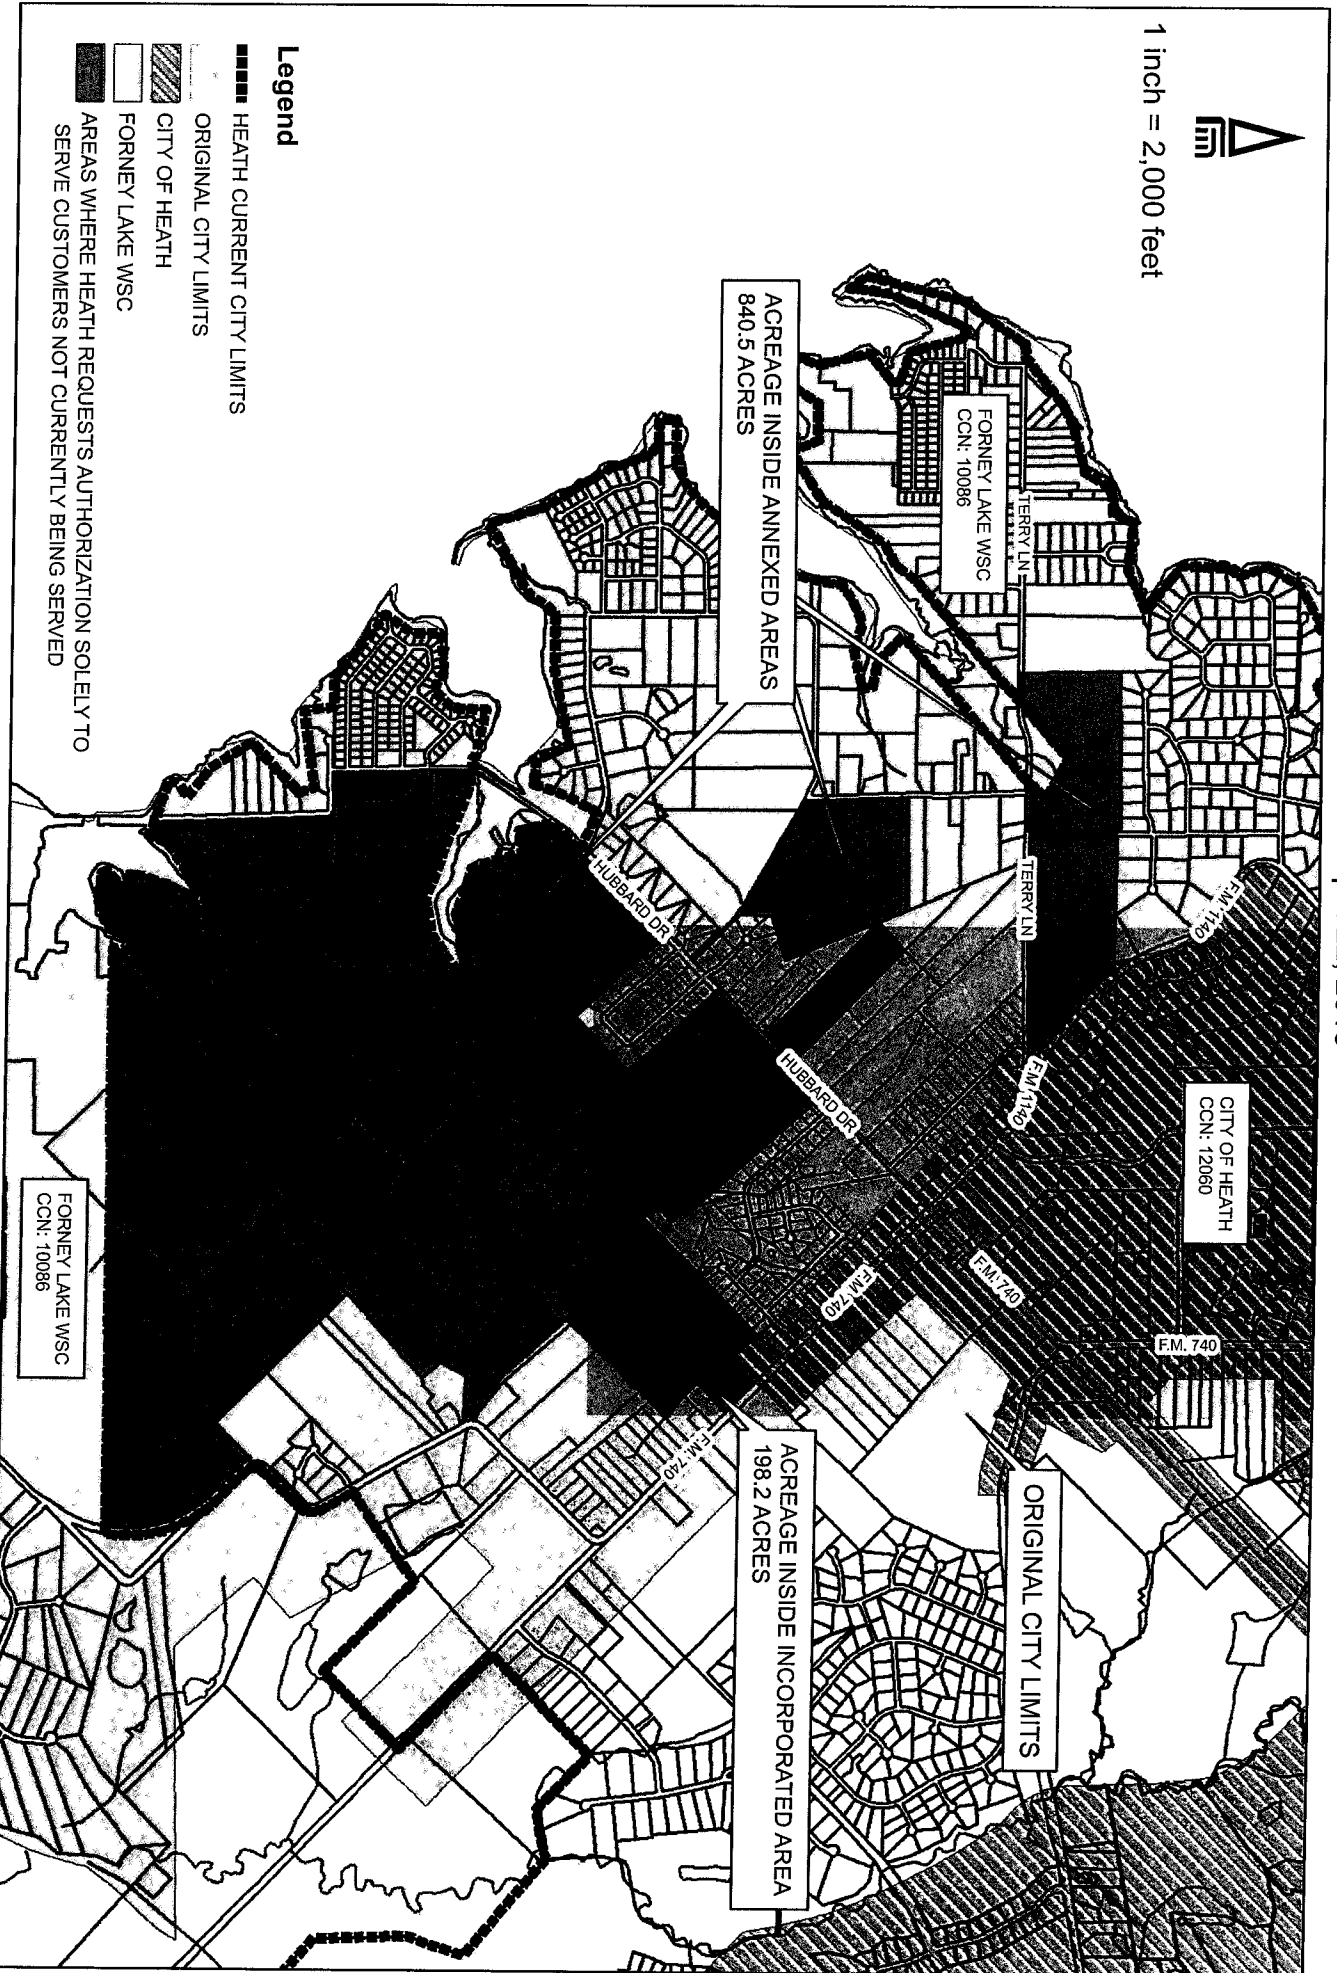 1 inch = 2,000 feet
Legend
HEATH CURRENT CITY LIMITS
ORIGINAL CITY LIMITS
CITY OF HEATH
FORNEY LAKE WSC
AREAS WHERE HEATH REQUESTS AUTHORIZATION SOLELY TO
SERVE CUSTOMERS NOT CURRENTLY BEING SERVED
FORNEY LAKE WSC
CCN: 10086
TERRY LN
ACREAGE INSIDE ANNEXED AREAS
840.5 ACRES
F.M. 1140
TERRY LN
HUBBARD DR
CITY OF HEATH
CCN: 12060
F.M. 1140
HUBBARD DR
F.M. 740
F.M. 740
F.M. 740
F.M. 740
FORNEY LAKE WSC
CCN: 10086
ORIGINAL CITY LIMITS
ACREAGE INSIDE INCORPORATED AREA
198.2 ACRES